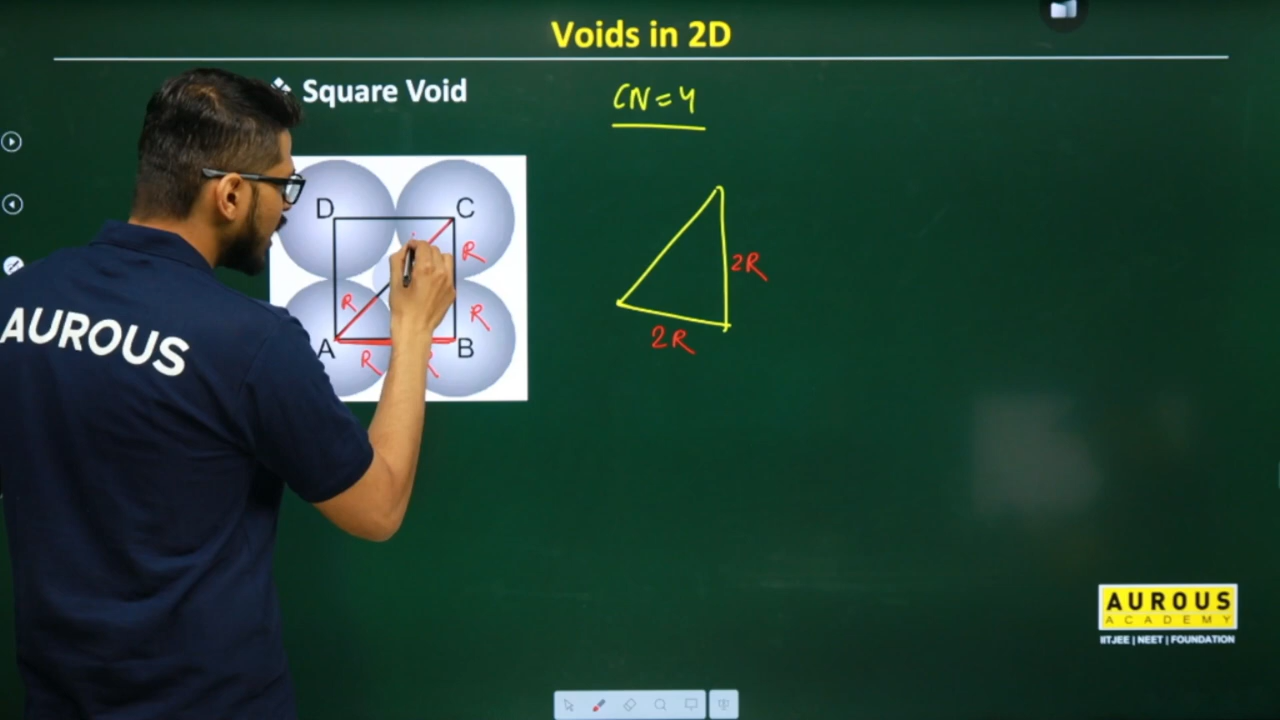 Voids in 2D
❖ Square Void
CN = 4
D
C
R
R
R
A
R
R
B
2R
2R
AUROUS
AUROUS
ACADEMY
IITJEE | NEET | FOUNDATION